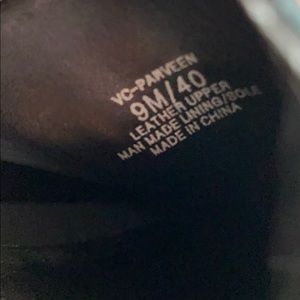 VC-PARVEEN
9M/40
LEATHER UPPER
MAN MADE LINING/SOLE
MADE IN CHINA